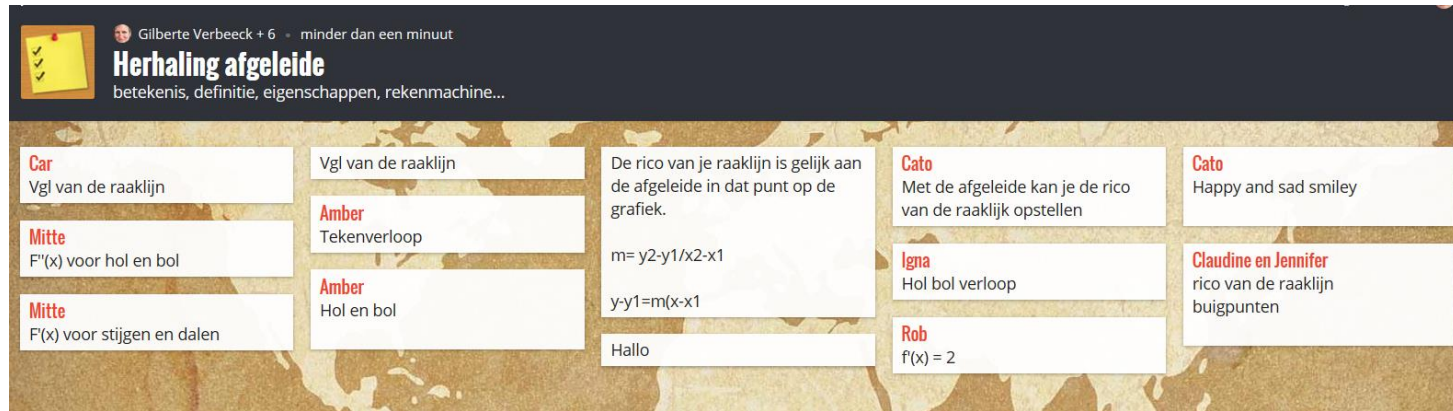 Gilberte Verbeeck + 6 • minder dan een minuut
Herhaling afgeleide
betekenis, definitie, eigenschappen, rekenmachine...
Car
Vgl van de raaklijn
Mitte
F''(x) voor hol en bol
Mitte
F'(x) voor stijgen en dalen
Vgl van de raaklijn
Amber
Tekenverloop
Amber
Hol en bol
De rico van je raaklijn is gelijk aan
de afgeleide in dat punt op de
grafiek.
m= y2-y1/x2-x1
y-y1=m(x-x1
Hallo
Cato
Met de afgeleide kan je de rico
van de raaklijk opstellen
Igna
Hol bol verloop
Rob
f'(x) = 2
Cato
Happy and sad smiley
Claudine en Jennifer
rico van de raaklijn
buigpunten